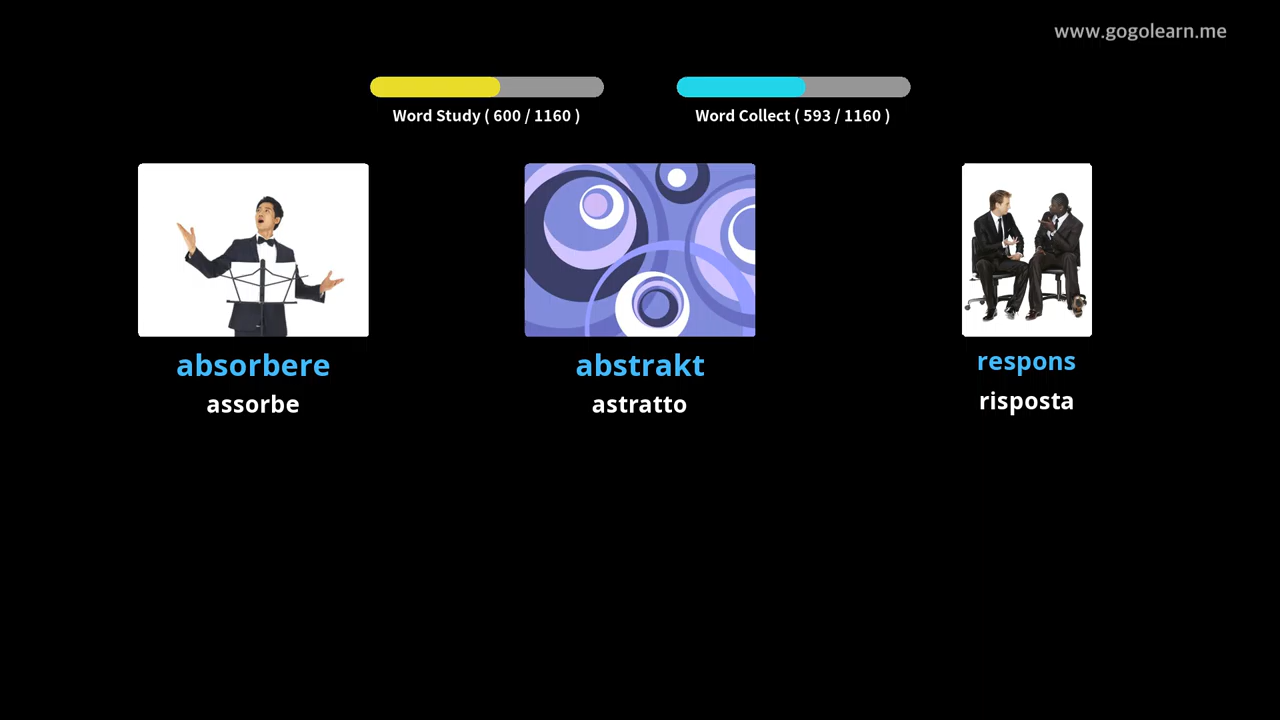 www.gogolearn.me
Word Study ( 600 / 1160 )
Word Collect ( 593 / 1160 )
absorbere
abstrakt
respons
assorbe
astratto
risposta